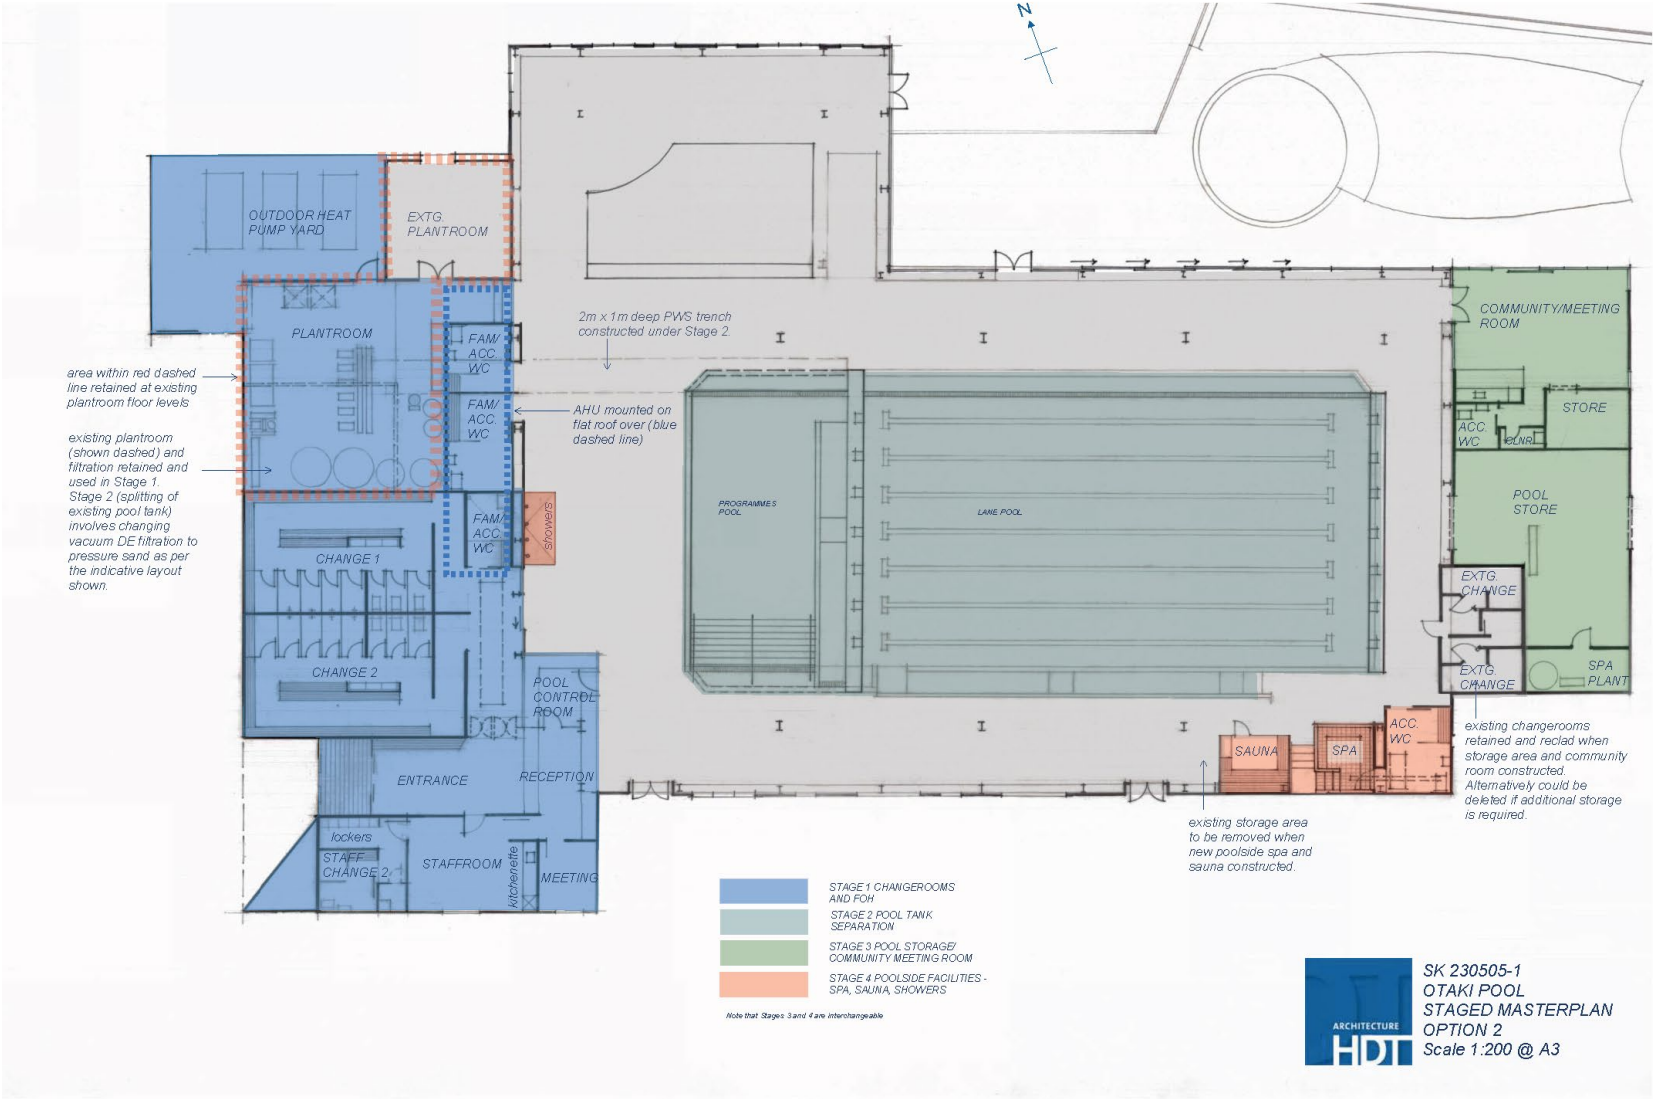 N
OUTDOOR HEAT
PUMP YARD
EXTG.
PLANTROOM
PLANTROOM
FAM/
ACC.
WC
FAM/
ACC.
WC
FAM/
ACC.
WC
2m x 1m deep PWS trench
constructed under Stage 2.
area within red dashed
line retained at existing
plantroom floor levels
existing plantroom
(shown dashed) and
filtration retained and
used in Stage 1.
Stage 2 (splitting of
existing pool tank)
involves changing
vacuum DE filtration to
pressure sand as per
the indicative layout
shown.
AHU mounted on
flat roof over (blue
dashed line)
showers
CHANGE 1
CHANGE 2
POOL
CONTROL
ROOM
ENTRANCE
RECEPTION
lockers
STAFF
CHANGE 2
STAFFROOM
kitchenette
MEETING
PROGRAMMES
POOL
LANE POOL
COMMUNITY/MEETING
ROOM
STORE
ACC.
WC
CLNR
POOL
STORE
EXTG.
CHANGE
EXTG.
CHANGE
SPA
PLANT
SAUNA
SPA
ACC.
WC
existing changerooms
retained and reclad when
storage area and community
room constructed.
Alternatively could be
deleted if additional storage
is required.
existing storage area
to be removed when
new poolside spa and
sauna constructed.
STAGE 1 CHANGEROOMS
AND FOH
STAGE 2 POOL TANK
SEPARATION
STAGE 3 POOL STORAGE/
COMMUNITY MEETING ROOM
STAGE 4 POOLSIDE FACILITIES -
SPA, SAUNA, SHOWERS
Note that Stages 3 and 4 are interchangeable
ARCHITECTURE
HDT
SK 230505-1
OTAKI POOL
STAGED MASTERPLAN
OPTION 2
Scale 1:200 @ A3